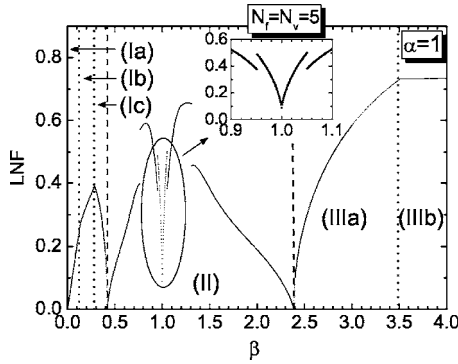 N_f=N_v=5
α=1
(Ia)
(Ib)
(Ic)
0.8
0.6
0.4
0.2
0.0
LNF
0.6
0.4
0.2
0.0
0.9
1.0
1.1
β
(II)
(IIIa)
(IIIb)
0.0 0.5 1.0 1.5 2.0 2.5 3.0 3.5 4.0
β